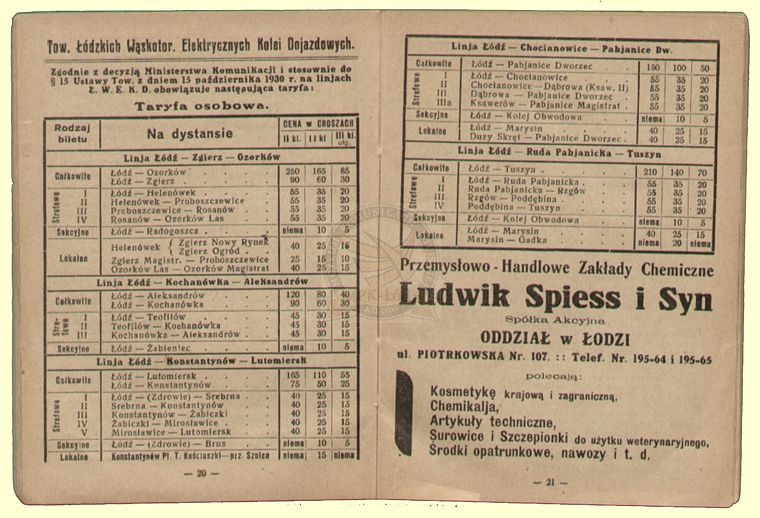 Tow. Łódzkich Wąskotor. Elektrycznych Kolei Dojazdowych.
Zgodnie z decyzją Ministerstwa Komunikacji i stosownie do
§ 15 Ustawy Tow. z dniem 15 października 1930 r. na linjach
Ł. W. E. K. D. obowiązuje następująca taryfa:
Taryfa osobowa.
Rodzaj biletu Na dystansie CENA w GROSZACH
II kl. II kl III kl. ulg.
Linja Łódź — Zgierz — Ozorków
Całkowite Łódź — Ozorków 250 165 85
Łódź — Zgierz 90 60 30
Strefowe I Łódź — Helenówek 55 35 20
II Helenówek — Proboszczewice 55 35 20
III Proboszczewice — Rosanów 55 35 20
IV Rosanów — Ozorków Las 55 35 20
Sekcyjne Łódź — Radogoszcz niema 10 5
Lokalne Helenówek { Zgierz Nowy Rynek
{ Zgierz Ogród 40 25 15
Zgierz Magistr. — Proboszczewice 25 15 10
Ozorków Las — Ozorków Magistrat 40 25 15
Linja Łódź — Kochanówka — Aleksandrów
Całkowite Łódź — Aleksandrów 120 80 40
Łódź — Kochanówka 90 60 30
Strefowe I Łódź — Teofilów 45 30 15
II Teofilów — Kochanówka 45 30 15
III Kochanówka — Aleksandrów 45 30 15
Sekcyjne Łódź — Żabieniec niema 10 5
Linja Łódź — Konstantynów — Lutomiersk
Całkowite Łódź — Lutomiersk 165 110 55
Łódź — Konstantynów 75 50 25
Strefowe I Łódź — (Zdrowie) — Srebrna 40 25 15
II Srebrna — Konstantynów 40 25 15
III Konstantynów — Żabiczki 40 25 15
IV Żabiczki — Mirosławice 40 25 15
V Mirosławice — Lutomiersk 40 25 15
Sekcyjne Łódź — (Zdrowie) — Brus niema 10 5
Lokalne Konstantynów Pl. T. Kościuszki—prz. Szosa niema 15 niema
— 20 —
Linja Łódź — Chocianowice — Pabjanice Dw.
Całkowite Łódź — Pabjanice Dworzec 150 100 50
Strefowe I Łódź — Chocianowice 55 35 20
II Chocianowice — Dąbrowa (Ksaw. II) 55 35 20
III Dąbrowa — Pabjanice Dworzec 55 35 20
IIIa Ksawerów — Pabjanice Magistrat 55 35 20
Sekcyjne Łódź — Kolej Obwodowa niema 10 5
Lokalne Łódź — Marysin 40 25 15
Duży Skręt — Pabjanice Dworzec 40 25 15
Linja Łódź — Ruda Pabjanicka — Tuszyn
Całkowite Łódź — Tuszyn 210 140 70
Strefowe I Łódź — Ruda Pabjanicka 55 35 20
II Ruda Pabjanicka — Rzgów 55 35 20
III Rzgów — Poddębina 55 35 20
IV Poddębina — Tuszyn 55 35 20
Sekcyjne Łódź — Kolej Obwodowa niema 10 5
Lokalne Łódź — Marysin 40 25 15
Marysin — Gadka niema 20 niema
Przemysłowo - Handlowe Zakłady Chemiczne
Ludwik Spiess i Syn
Spółka Akcyjna
ODDZIAŁ w ŁODZI
ul. PIOTRKOWSKA Nr. 107. :: Telef. Nr. 195-64 i 195-65
polecają:
Kosmetykę krajową i zagraniczną,
Chemikalja,
Artykuły techniczne,
Surowice i Szczepionki do użytku weterynaryjnego,
Środki opatrunkowe, nawozy i t. d.
— 21 —